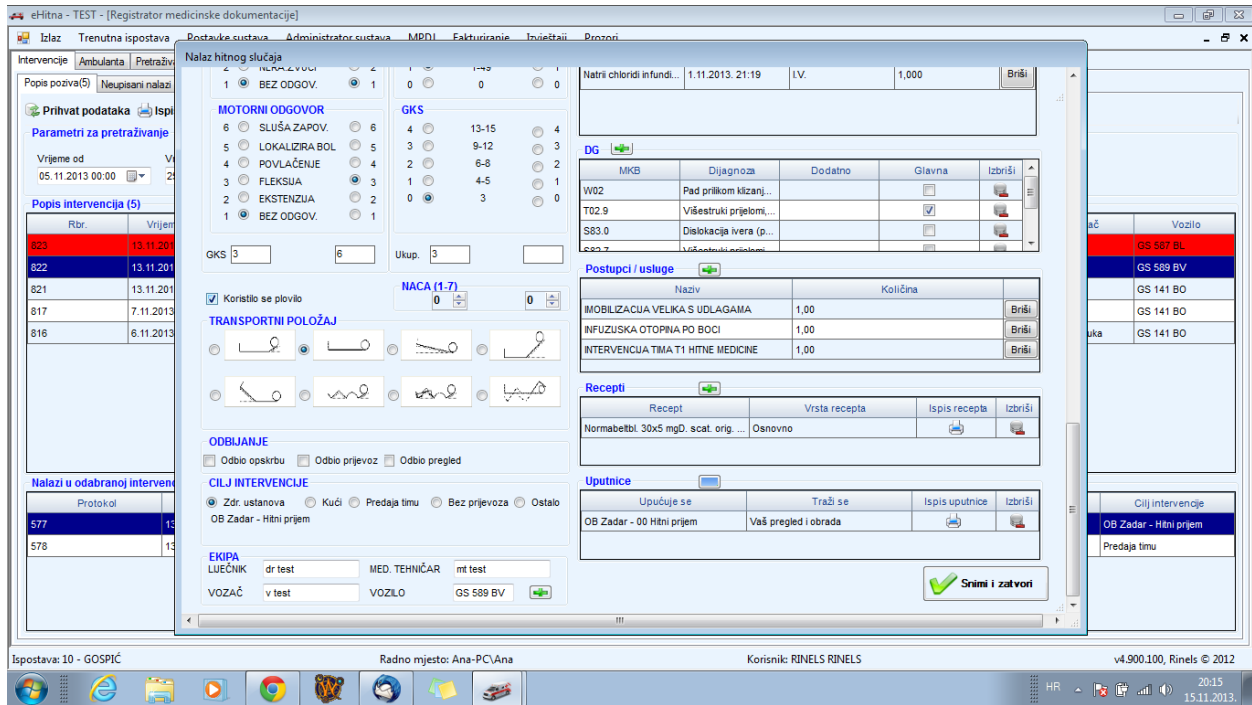 eHitna - TEST - [Registrator medicinske dokumentacije]
Izlaz Trenutna ispostava Postavke sustava Administrator sustava MPDL Fakturiranje Izvještaji Prozori
Intervencije Ambulanta
Popis poziva(5) Neupisani nalazi
Prihvat podataka
Parametri za pretraživanje
Vrijeme od
05.11.2013 00:00
Popis intervencija (5)
Rbr.
823 13.11.201
822 13.11.201
821 13.11.201
817 7.11.2013
816 6.11.2013
Nalazi u odabranoj
Protokol
577 13
578 13
Nalaz hitnog slučaja
1 BEZ ODGOV. 1
0 0 0
MOTORNI ODGOVOR
6 SLUŠA ZAPOV. 6
5 LOKALIZIRA BOL 5
4 POVLAČENJE 4
3 FLEKSIJA 3
2 EKSTENZIJA 2
1 BEZ ODGOV. 1
GKS
4 13-15 4
3 9-12 3
2 6-8 2
1 4-5 1
0 3 0
GKS 3 6 Ukup. 3
Koristilo se plovilo
NACA (1-7)
0 0
TRANSPORTNI POLOŽAJ
ODBIJANJE
Odbio opskrbu Odbio prijevoz Odbio pregled
CILJ INTERVENCIJE
Zdr. ustanova Kući Predaja timu Bez prijevoza Ostalo
OB Zadar - Hitni prijem
EKIPA
LIJEČNIK dr test MED. TEHNIČAR mt test
VOZAČ v test VOZILO GS 589 BV
Natrii chloridi infundi... 1.11.2013. 21:19 I.V. 1,000 Briši
DG
MKB Dijagnoza Dodatno Glavna Izbriši
W02 Pad prilikom klizanj...
T02.9 Višestruki prijelomi,...
S83.0 Dislokacija ivera (p...
S82.7 Višestruki prijelomi
Postupci / usluge
Naziv Količina
IMOBILIZACIJA VELIKA S UDLAGAMA 1,00 Briši
INFUZIJSKA OTOPINA PO BOCI 1,00 Briši
INTERVENCIJA TIMA T1 HITNE MEDICINE 1,00 Briši
Recepti
Recept Vrsta recepta Ispis recepta Izbriši
Normabeltbl. 30x5 mgD. scat. orig. ... Osnovno
Uputnice
Upućuje se Traži se Ispis uputnice Izbriši
OB Zadar - 00 Hitni prijem Vaš pregled i obrada
Snimi i zatvori
Vozilo
GS 587 BL
GS 589 BV
GS 141 BO
GS 141 BO
GS 141 BO
Cilj intervencije
OB Zadar - Hitni prijem
Predaja timu
Ispostava: 10 - GOSPIĆ Radno mjesto: Ana-PC\Ana Korisnik: RINELS RINELS v4.900.100, Rinels © 2012
HR 20:15
15.11.2013.